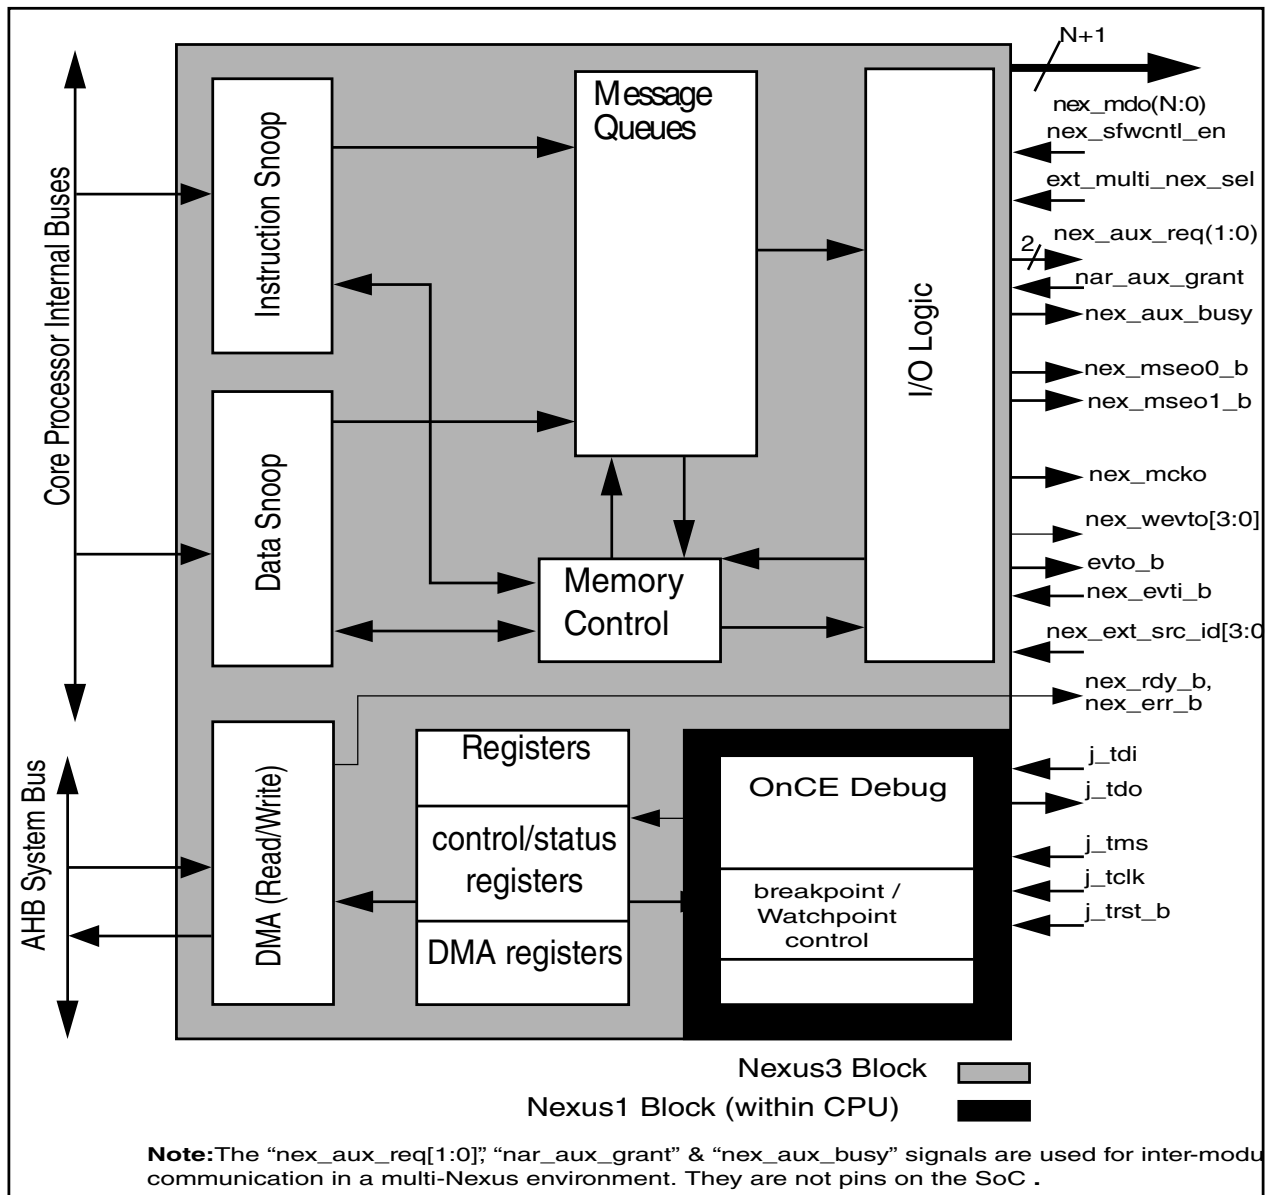 N+1
nex_mdo(N:0)
nex_sfwcntl_en
ext_multi_nex_sel
nex_aux_req(1:0)
2
nar_aux_grant
nex_aux_busy
nex_mseo0_b
nex_mseo1_b
nex_mcko
nex_wevto[3:0]
evto_b
nex_evti_b
nex_ext_src_id[3:0
nex_rdy_b,
nex_err_b
j_tdi
j_tdo
j_tms
j_tclk
j_trst_b
Core Processor Internal Buses
AHB System Bus
Instruction Snoop
Data Snoop
DMA (Read/Write)
Message
Queues
I/O Logic
Memory
Control
Registers
control/status
registers
DMA registers
OnCE Debug
breakpoint /
Watchpoint
control
Nexus3 Block
Nexus1 Block (within CPU)
Note:The “nex_aux_req[1:0]”, “nar_aux_grant” & “nex_aux_busy” signals are used for inter-modu
communication in a multi-Nexus environment. They are not pins on the SoC .